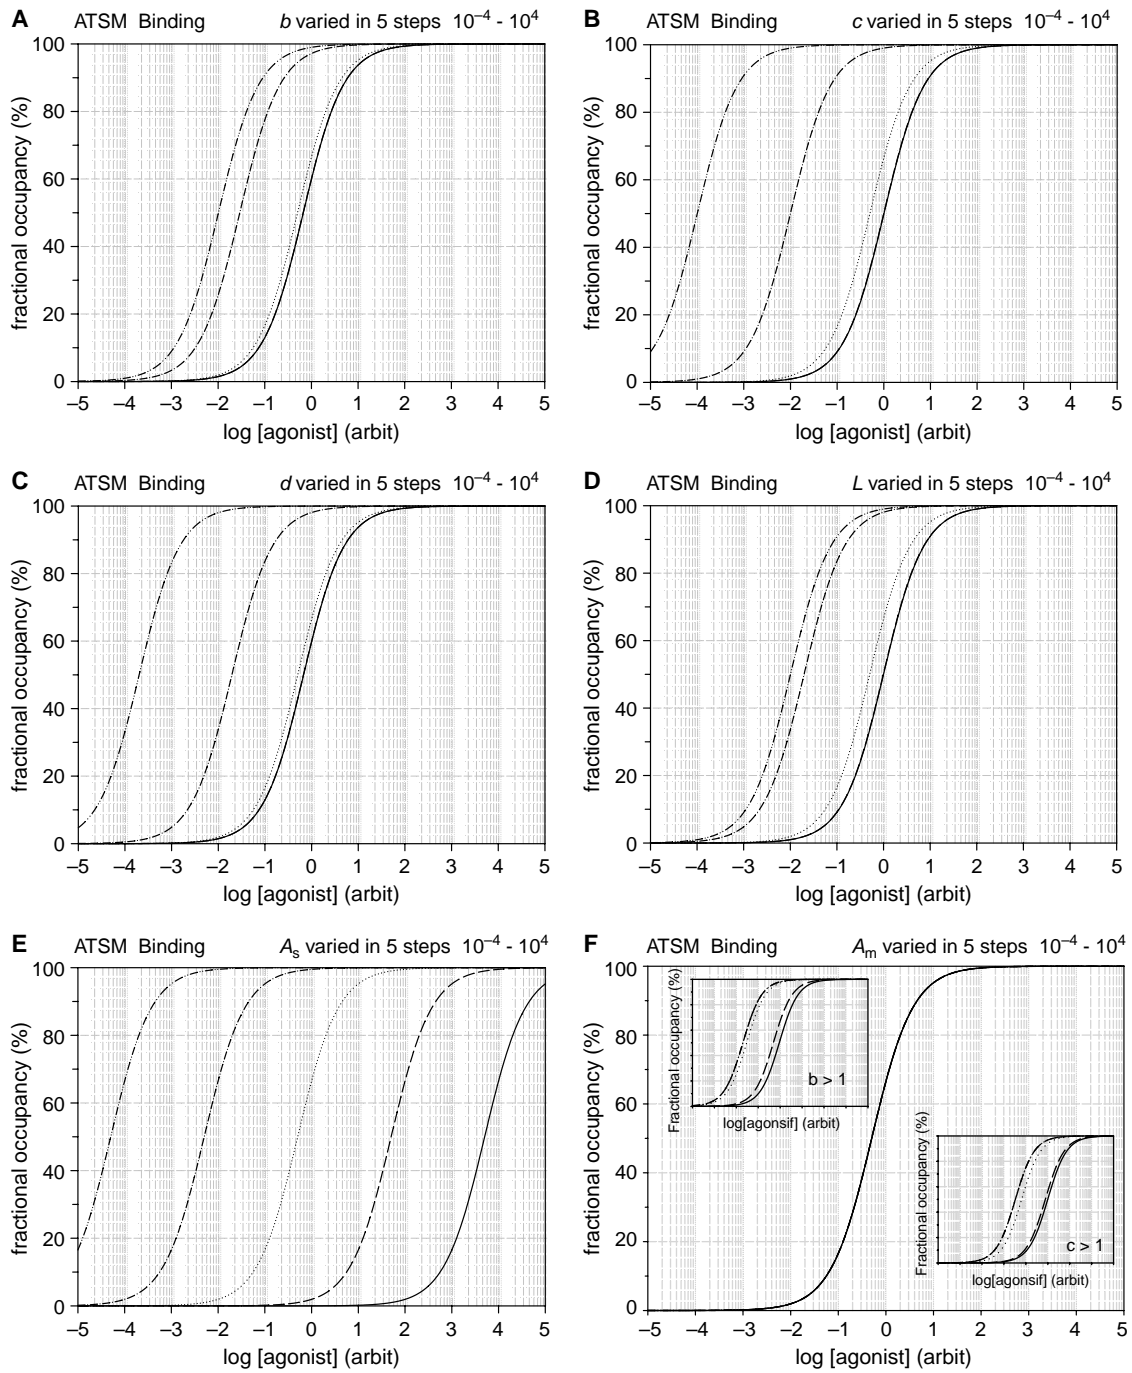 A ATSM Binding b varied in 5 steps 10⁻⁴ - 10⁴
fractional occupancy (%)
100
80
60
40
20
0
–5 –4 –3 –2 –1 0 1 2 3 4 5
log [agonist] (arbit)
B ATSM Binding c varied in 5 steps 10⁻⁴ - 10⁴
fractional occupancy (%)
100
80
60
40
20
0
–5 –4 –3 –2 –1 0 1 2 3 4 5
log [agonist] (arbit)
C ATSM Binding d varied in 5 steps 10⁻⁴ - 10⁴
fractional occupancy (%)
100
80
60
40
20
0
–5 –4 –3 –2 –1 0 1 2 3 4 5
log [agonist] (arbit)
D ATSM Binding L varied in 5 steps 10⁻⁴ - 10⁴
fractional occupancy (%)
100
80
60
40
20
0
–5 –4 –3 –2 –1 0 1 2 3 4 5
log [agonist] (arbit)
E ATSM Binding Aₛ varied in 5 steps 10⁻⁴ - 10⁴
fractional occupancy (%)
100
80
60
40
20
0
–5 –4 –3 –2 –1 0 1 2 3 4 5
log [agonist] (arbit)
F ATSM Binding Aₘ varied in 5 steps 10⁻⁴ - 10⁴
fractional occupancy (%)
100
80
60
40
20
0
–5 –4 –3 –2 –1 0 1 2 3 4 5
log [agonist] (arbit)
Fractional occupancy (%)
b > 1
log[agonsif] (arbit)
Fractional occupancy (%)
c > 1
log[agonsif] (arbit)